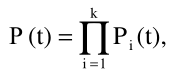 P (t) = ∏_{i=1}^{k} P_i (t),